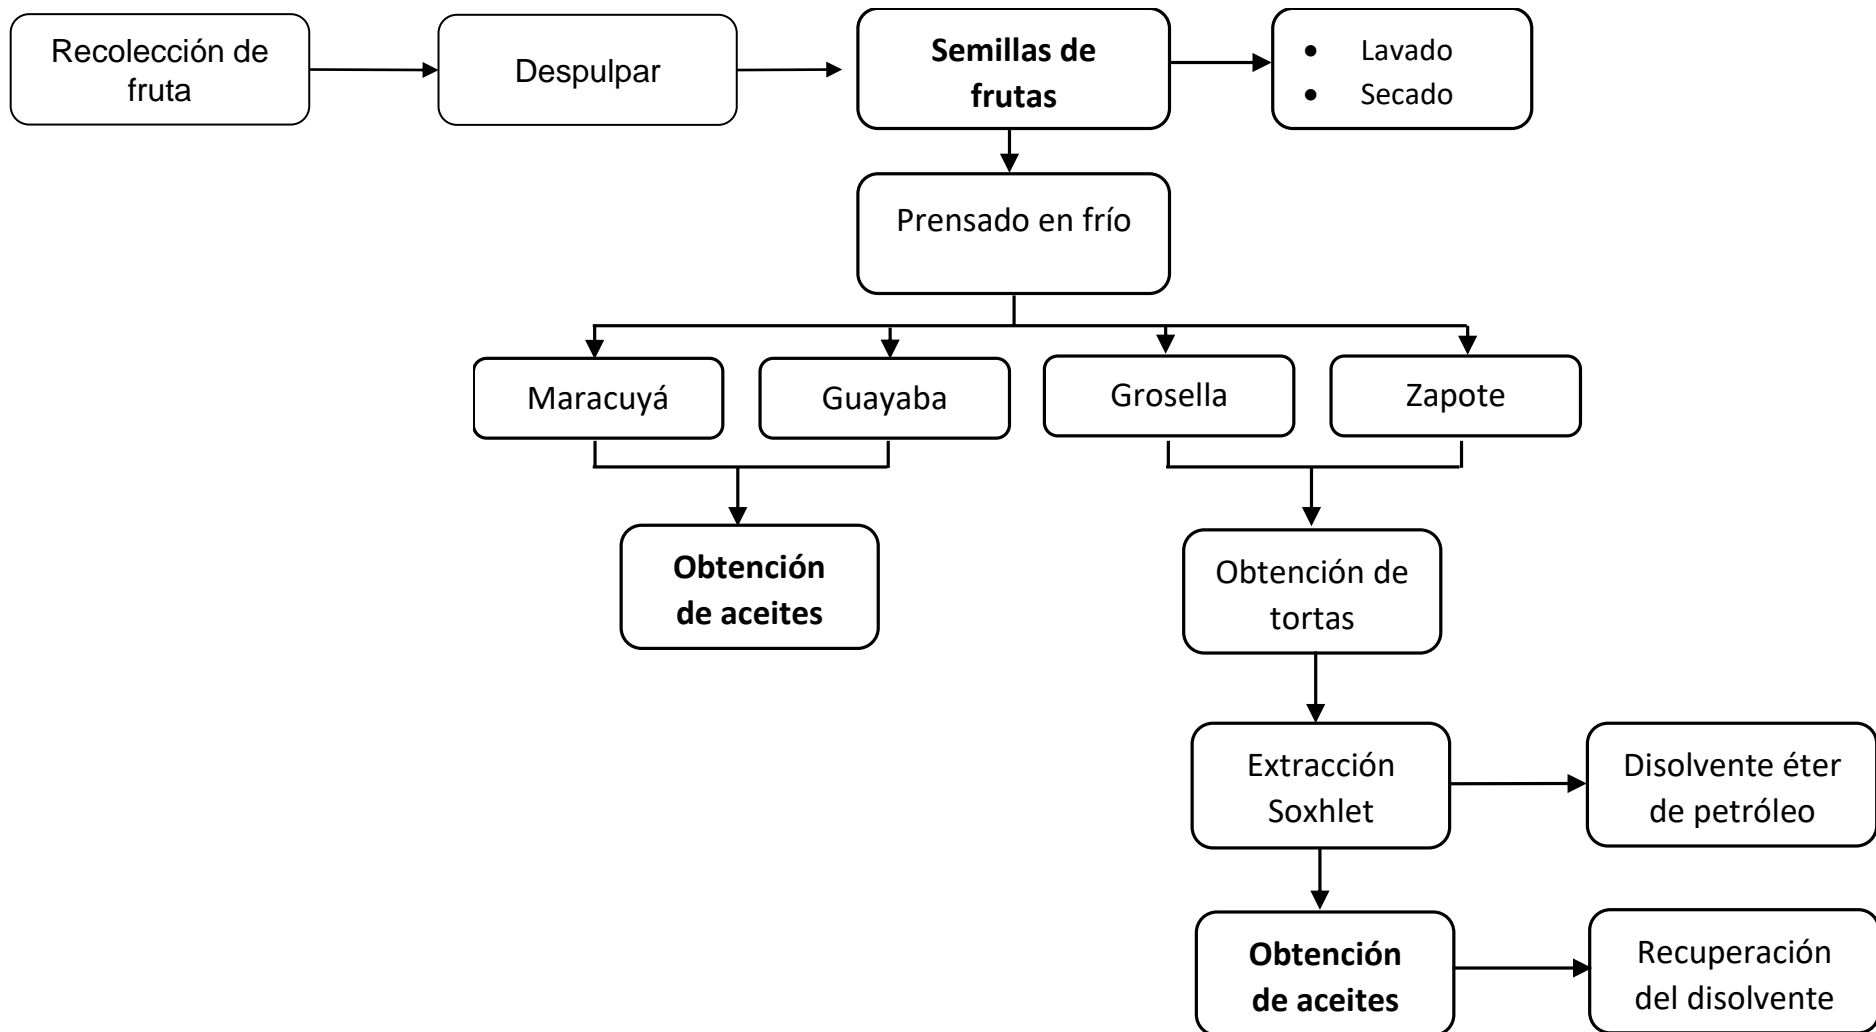 Recolección de
fruta
Despulpar
Semillas de
frutas
• Lavado
• Secado
Prensado en frío
Maracuyá
Guayaba
Grosella
Zapote
Obtención
de aceites
Obtención de
tortas
Extracción
Soxhlet
Disolvente éter
de petróleo
Obtención
de aceites
Recuperación
del disolvente